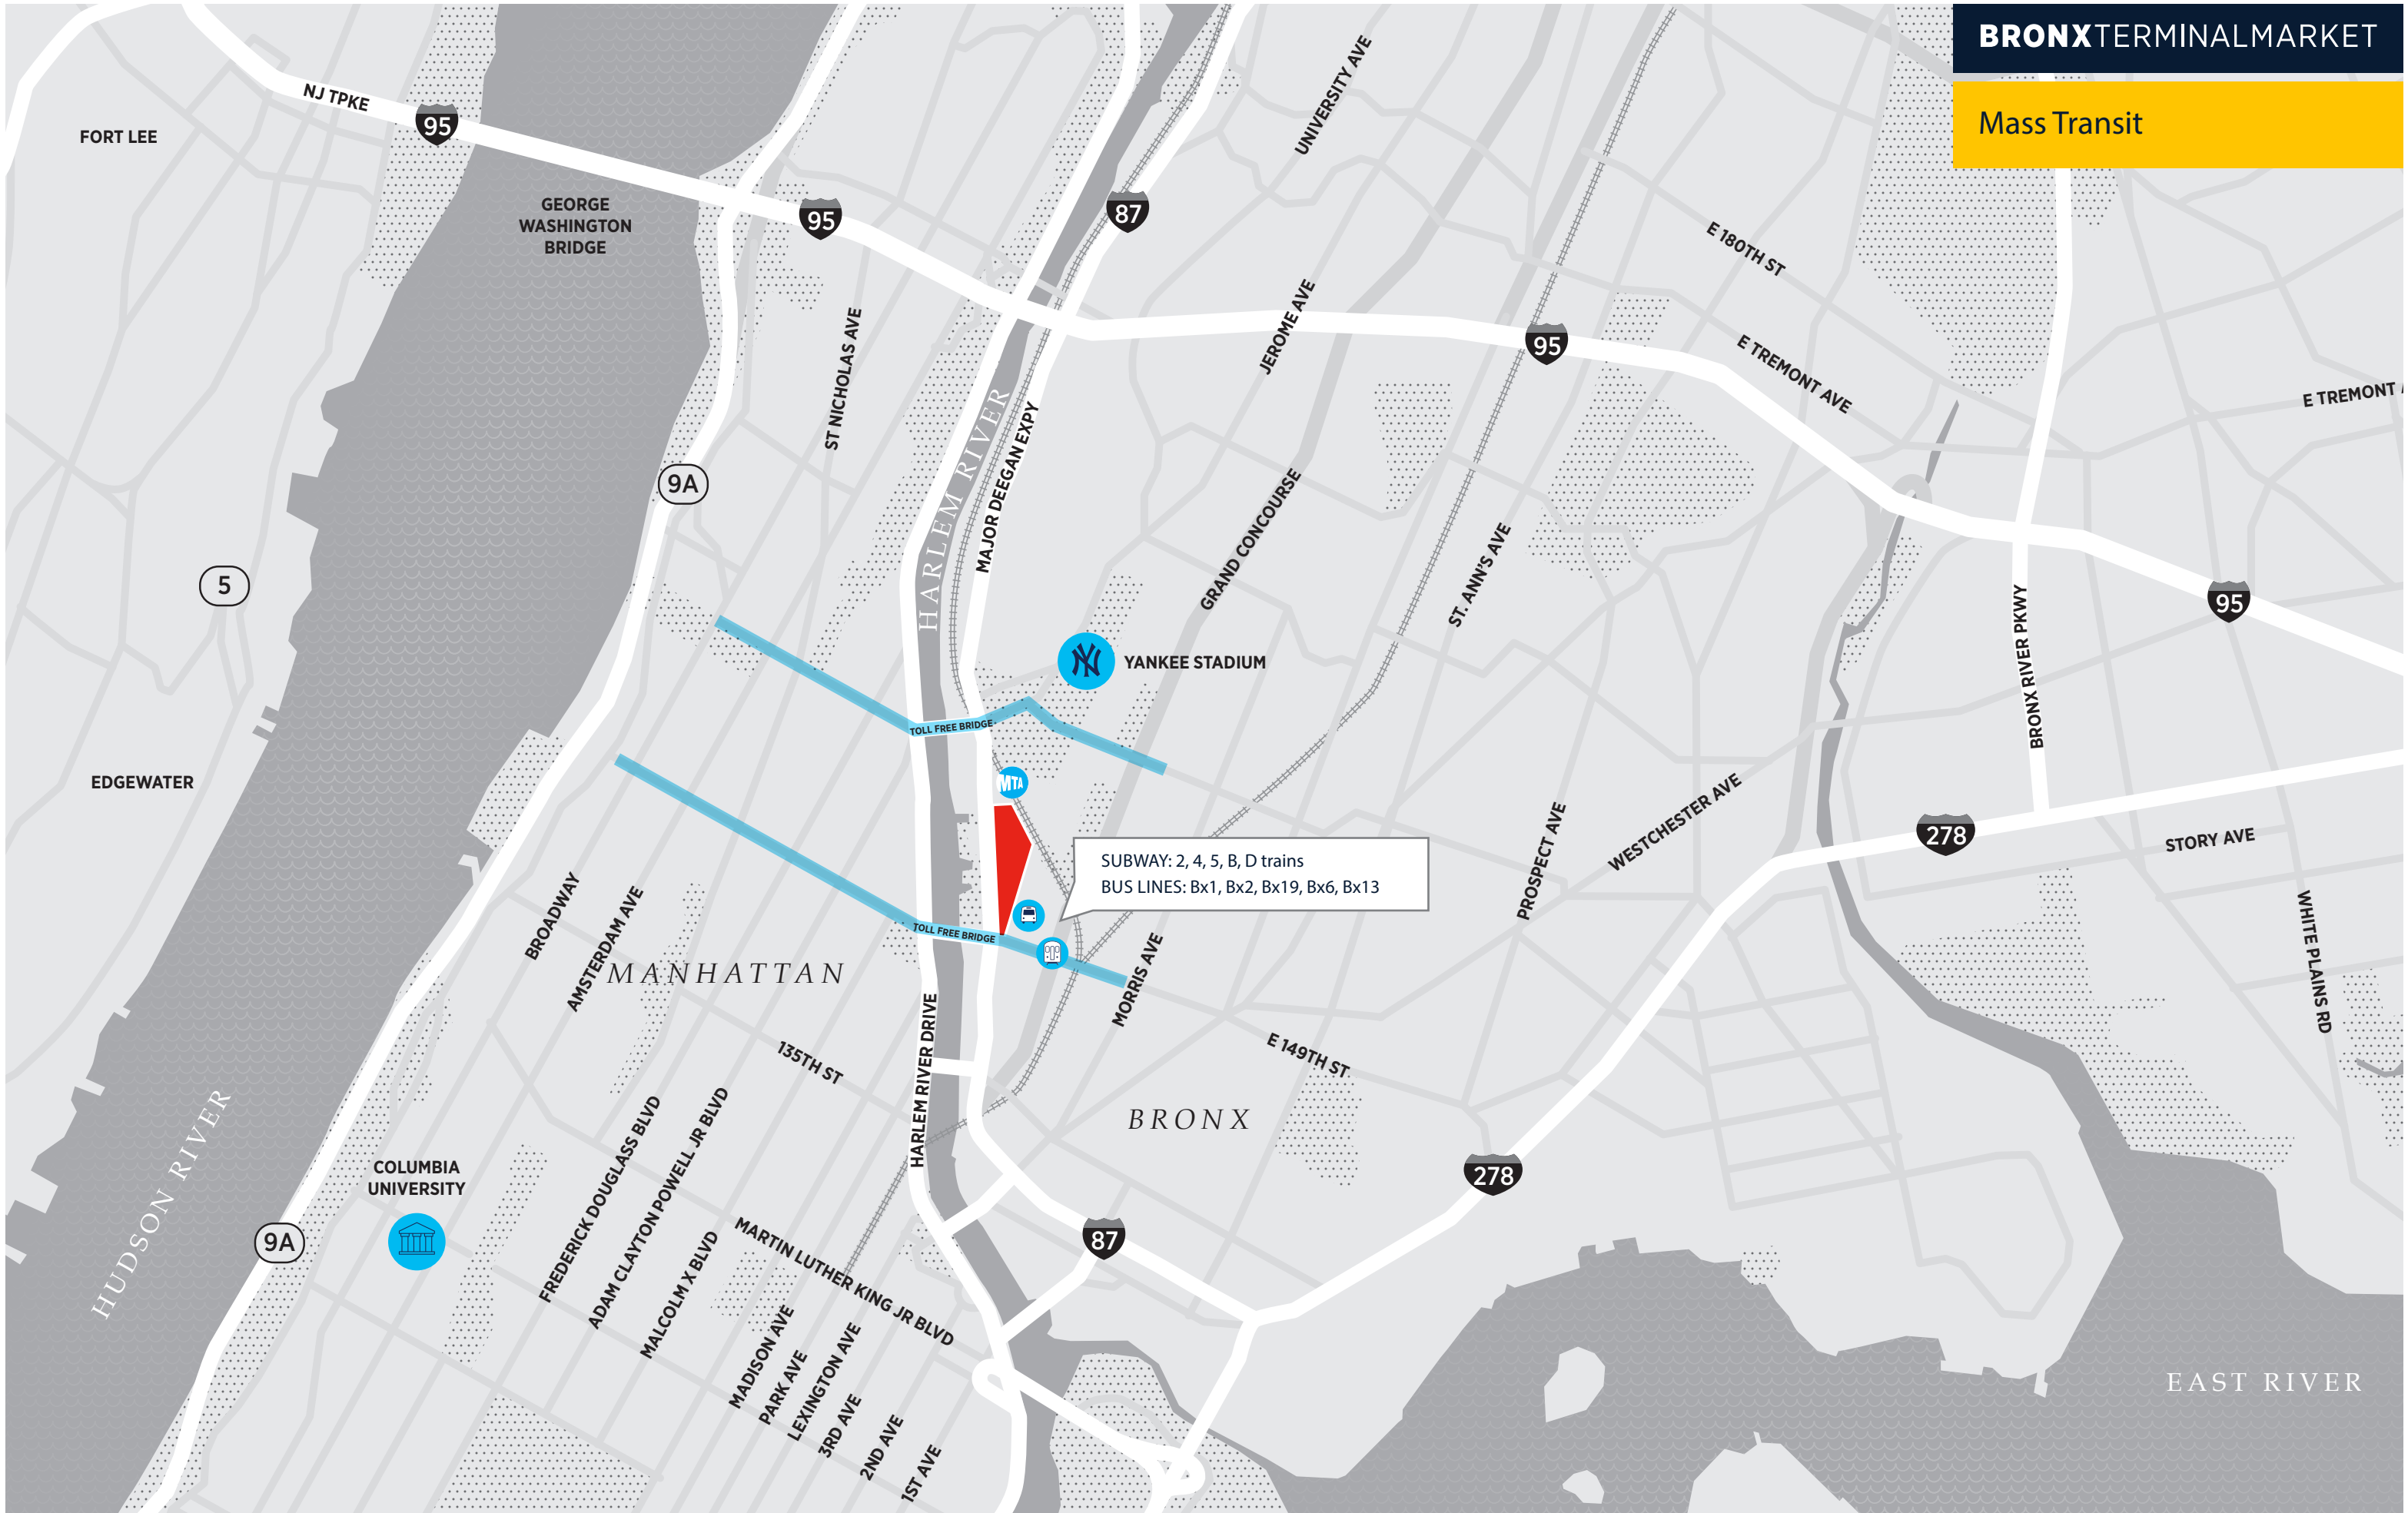 BRONXTERMINALMARKET
Mass Transit
NJ TPKE
95
FORT LEE
GEORGE
WASHINGTON
BRIDGE
95
87
UNIVERSITY AVE
E 180TH ST
ST NICHOLAS AVE
JEROME AVE
95
E TREMONT AVE
E TREMONT
HARLEM RIVER
MAJOR DEEGAN EXPY
9A
GRAND CONCOURSE
ST. ANN'S AVE
5
95
BRONX RIVER PKWY
NY
YANKEE STADIUM
TOLL FREE BRIDGE
EDGEWATER
MTA
SUBWAY: 2, 4, 5, B, D trains
BUS LINES: Bx1, Bx2, Bx19, Bx6, Bx13
PROSPECT AVE
WESTCHESTER AVE
278
STORY AVE
WHITE PLAINS RD
BROADWAY
AMSTERDAM AVE
TOLL FREE BRIDGE
MANHATTAN
MORRIS AVE
HARLEM RIVER DRIVE
135TH ST
E 149TH ST
BRONX
HUDSON RIVER
COLUMBIA
UNIVERSITY
FREDERICK DOUGLASS BLVD
ADAM CLAYTON POWELL JR BLVD
278
9A
MALCOLM X BLVD
MARTIN LUTHER KING JR BLVD
87
MADISON AVE
PARK AVE
LEXINGTON AVE
3RD AVE
2ND AVE
1ST AVE
EAST RIVER